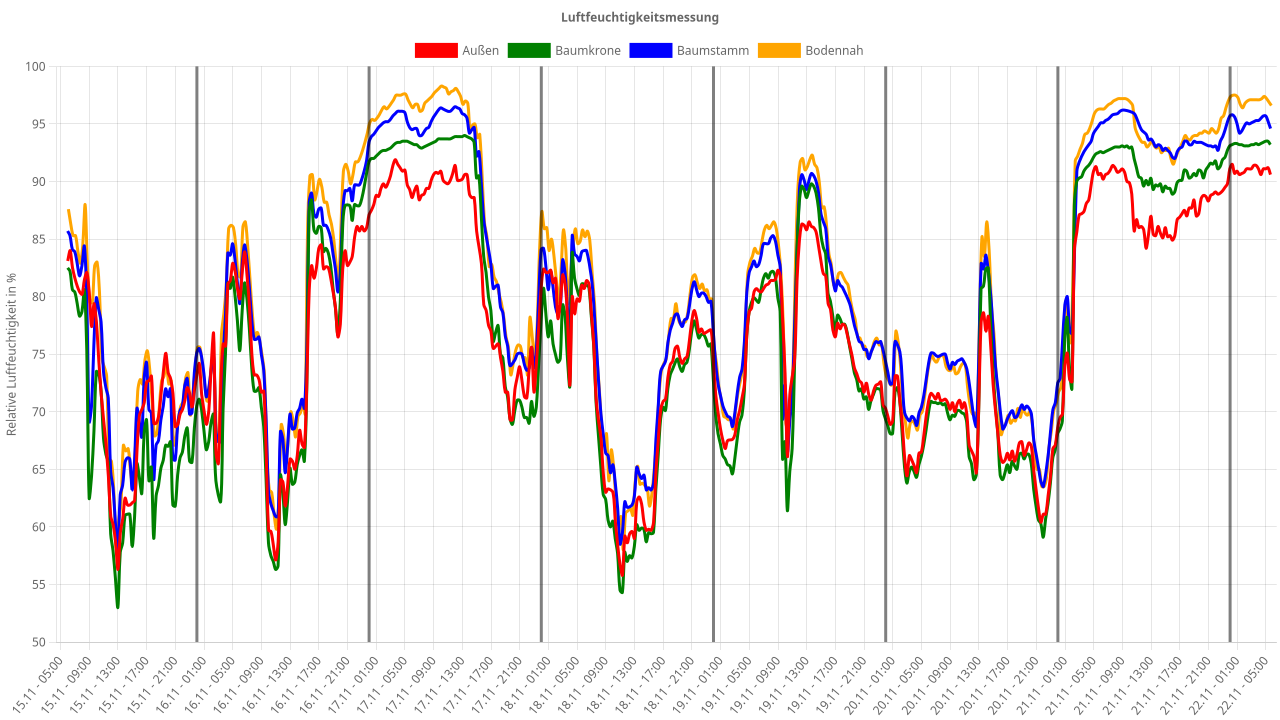 Luftfeuchtigkeitsmessung
Außen Baumkrone Baumstamm Bodennah
Relative Luftfeuchtigkeit in %
100
95
90
85
80
75
70
65
60
55
50
15.11 - 05:00
15.11 - 09:00
15.11 - 13:00
15.11 - 17:00
15.11 - 21:00
16.11 - 01:00
16.11 - 05:00
16.11 - 09:00
16.11 - 13:00
16.11 - 17:00
16.11 - 21:00
17.11 - 01:00
17.11 - 05:00
17.11 - 09:00
17.11 - 13:00
17.11 - 17:00
17.11 - 21:00
18.11 - 01:00
18.11 - 05:00
18.11 - 09:00
18.11 - 13:00
18.11 - 17:00
18.11 - 21:00
19.11 - 01:00
19.11 - 05:00
19.11 - 09:00
19.11 - 13:00
19.11 - 17:00
19.11 - 21:00
20.11 - 01:00
20.11 - 05:00
20.11 - 09:00
20.11 - 13:00
20.11 - 17:00
20.11 - 21:00
21.11 - 01:00
21.11 - 05:00
21.11 - 09:00
21.11 - 13:00
21.11 - 17:00
21.11 - 21:00
22.11 - 01:00
22.11 - 05:00